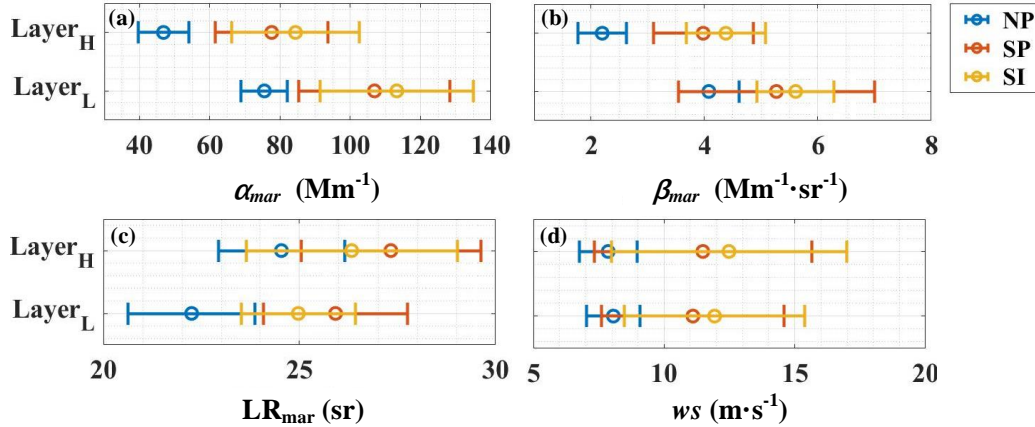 (a)
(b)
NP
SP
SI
Layer_H
Layer_L
40 60 80 100 120 140
2 4 6 8
α_mar (Mm⁻¹)
β_mar (Mm⁻¹·sr⁻¹)
(c)
(d)
Layer_H
Layer_L
20 25 30
5 10 15 20
LR_mar (sr)
ws (m·s⁻¹)